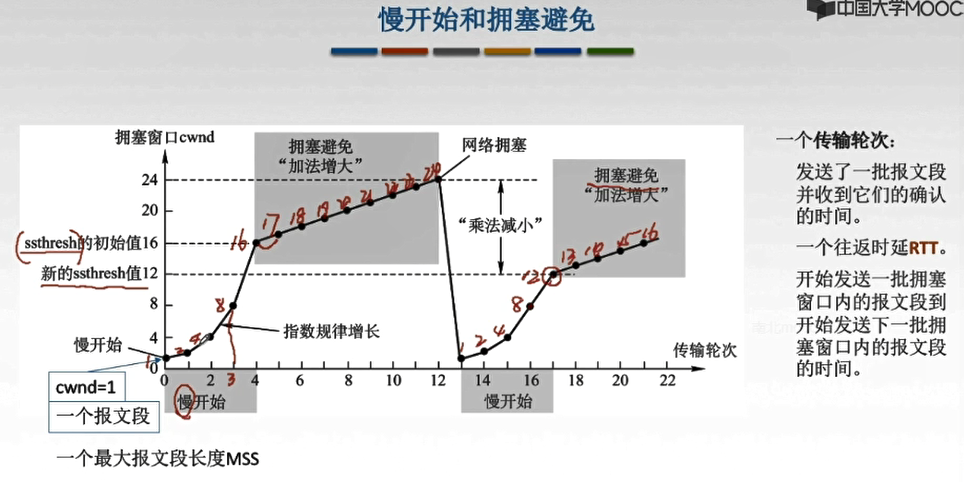 中国大学MOOC
慢开始和拥塞避免
拥塞窗口cwnd
24
20
ssthresh的初始值16
新的ssthresh值12
8
4
0
慢开始
拥塞避免
“加法增大”
网络拥塞
“乘法减小”
拥塞避免
“加法增大”
指数规律增长
传输轮次
0 2 4 6 8 10 12 14 16 18 20 22
慢开始
慢开始
1 2 4 8 16 17 18 19 20 21 22 23 24
1 2 4 8 12 13 14 15 16
3
cwnd=1
一个报文段
一个最大报文段长度MSS
一个传输轮次:
发送了一批报文段
并收到它们的确认
的时间。
一个往返时延RTT。
开始发送一批拥塞
窗口内的报文段到
开始发送下一批拥
塞窗口内的报文段
的时间。